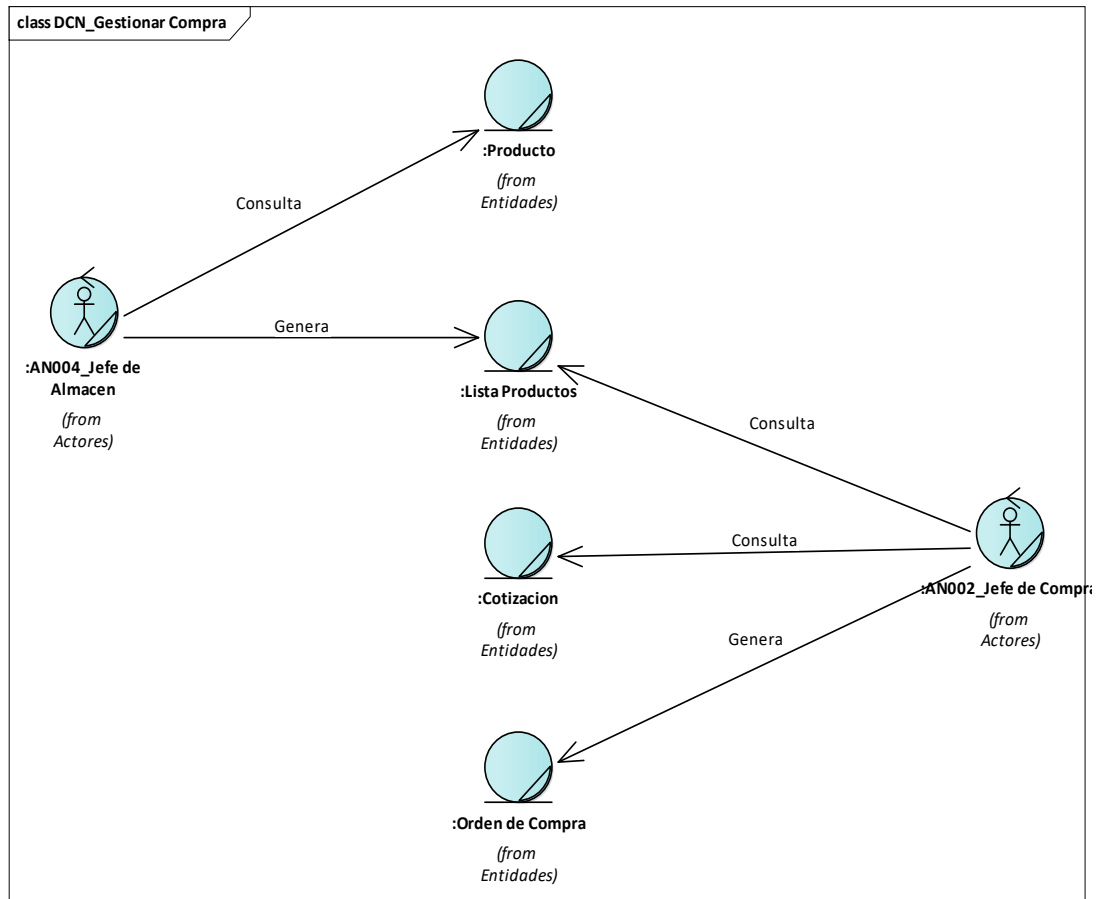 class DCN_Gestionar Compra
:Producto
(from
Entidades)
Consulta
:AN004_Jefe de
Almacen
(from
Actores)
Genera
:Lista Productos
(from
Entidades)
Consulta
Consulta
:Cotizacion
(from
Entidades)
:AN002_Jefe de Compra
(from
Actores)
Genera
:Orden de Compra
(from
Entidades)